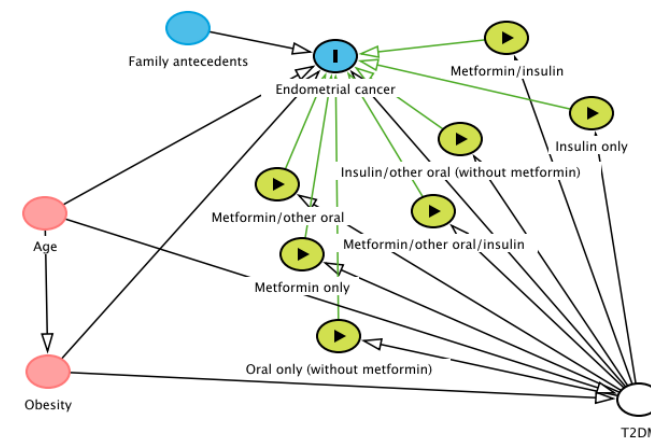 Family antecedents
Endometrial cancer
Metformin/insulin
Insulin only
Insulin/other oral (without metformin)
Metformin/other oral
Metformin/other oral/insulin
Age
Metformin only
Oral only (without metformin)
Obesity
T2DM